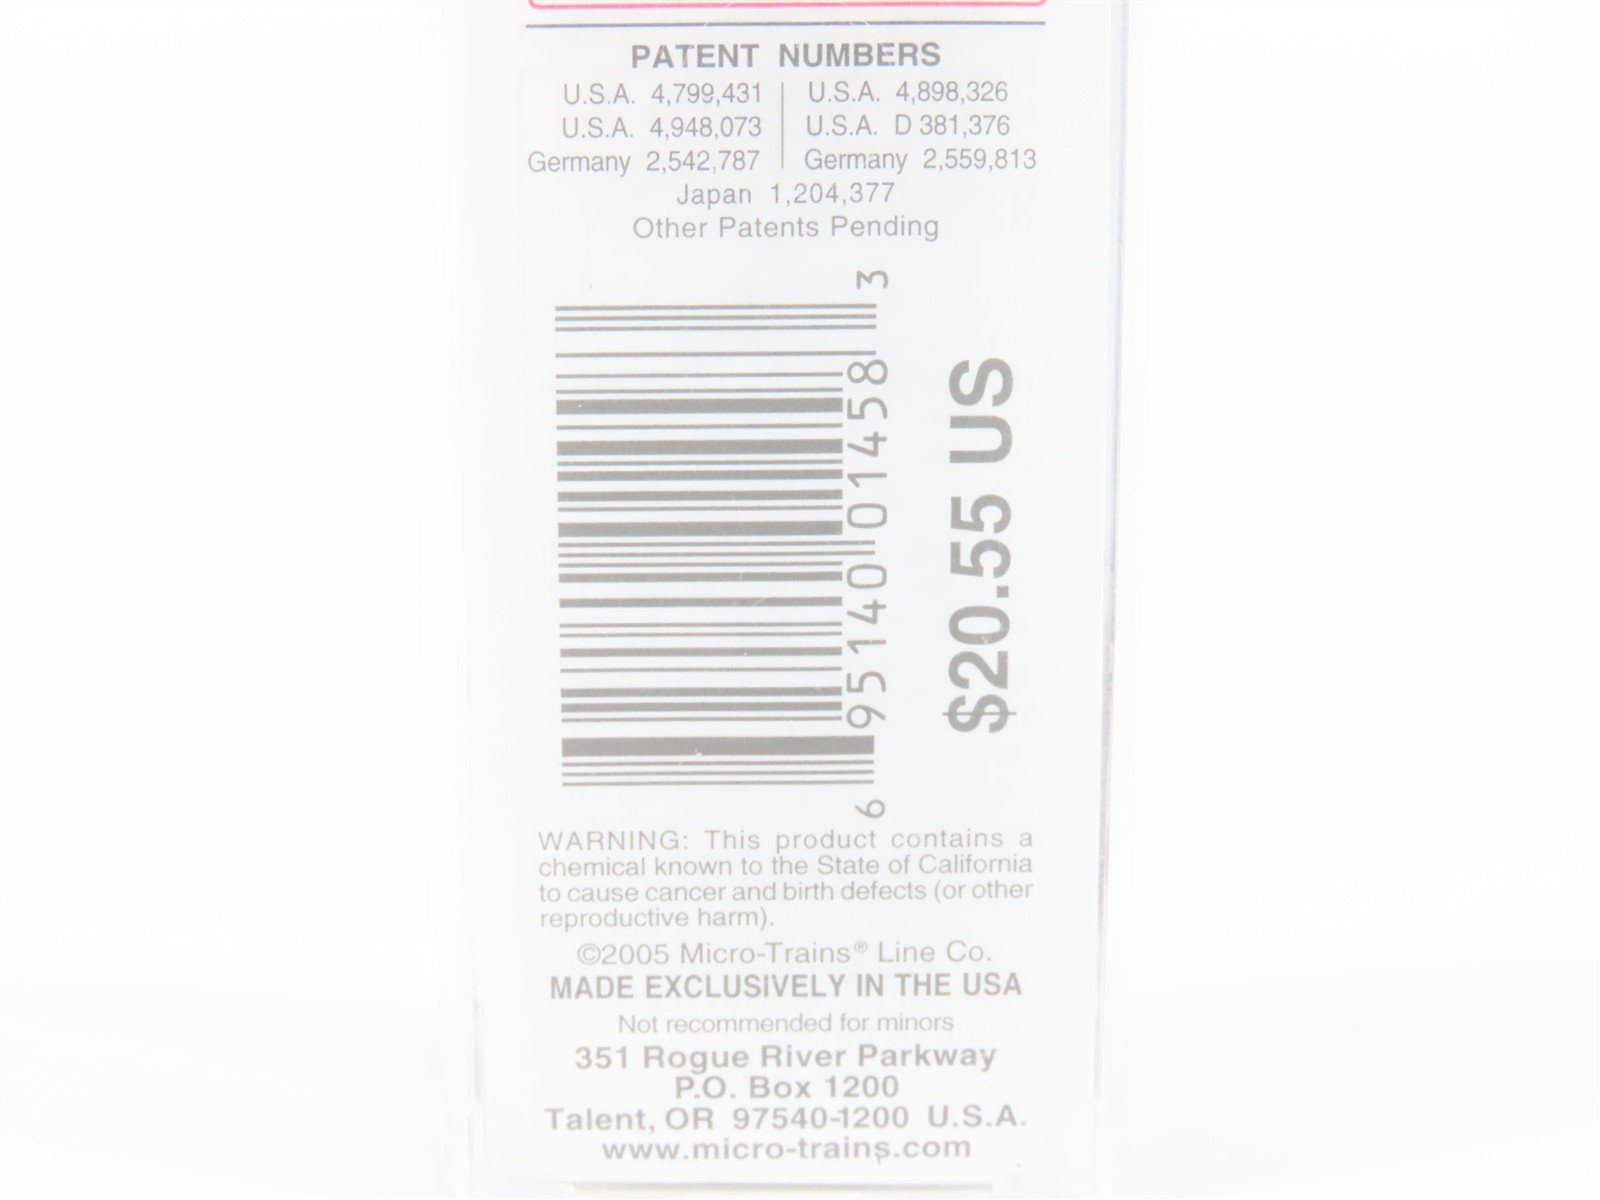 PATENT NUMBERS
U.S.A. 4,799,431 U.S.A. 4,898,326
U.S.A. 4,948,073 U.S.A. D 381,376
Germany 2,542,787 Germany 2,559,813
Japan 1,204,377
Other Patents Pending
6 95140 01458 3
$20.55 US
WARNING: This product contains a
chemical known to the State of California
to cause cancer and birth defects (or other
reproductive harm).
©2005 Micro-Trains® Line Co.
MADE EXCLUSIVELY IN THE USA
Not recommended for minors
351 Rogue River Parkway
P.O. Box 1200
Talent, OR 97540-1200 U.S.A.
www.micro-trains.com